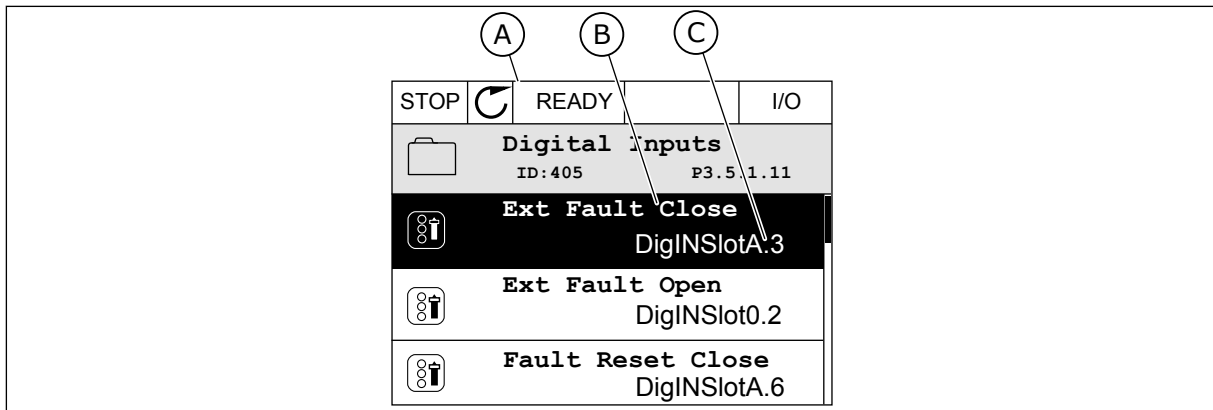 A B C
STOP READY I/O
Digital Inputs
ID:405 P3.5.1.11
Ext Fault Close
DigINSlotA.3
Ext Fault Open
DigINSlot0.2
Fault Reset Close
DigINSlotA.6